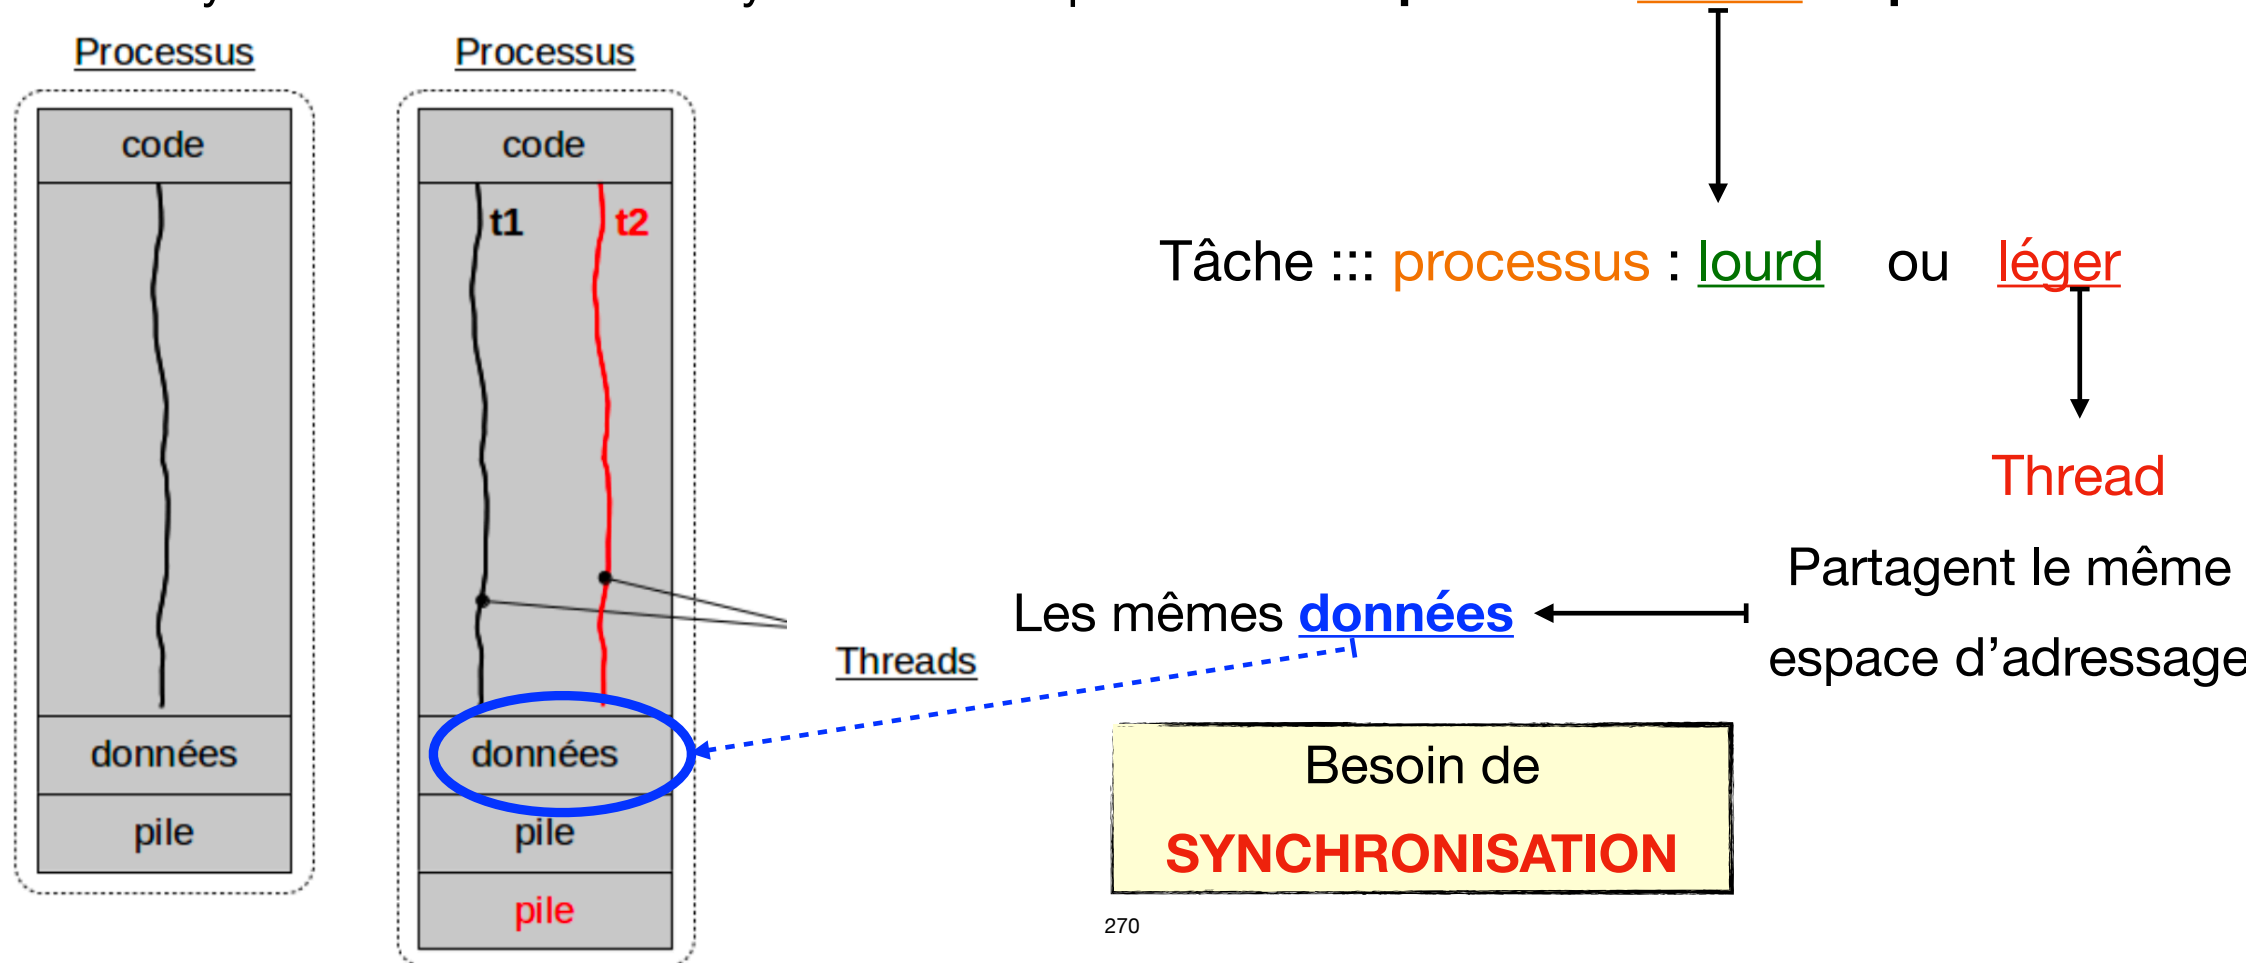 Processus
Processus
code
code
t1
t2
Tâche ::: processus : lourd ou léger
Thread
Partagent le même
espace d’adressage
Les mêmes données
Threads
données
données
Besoin de
SYNCHRONISATION
pile
pile
pile
270